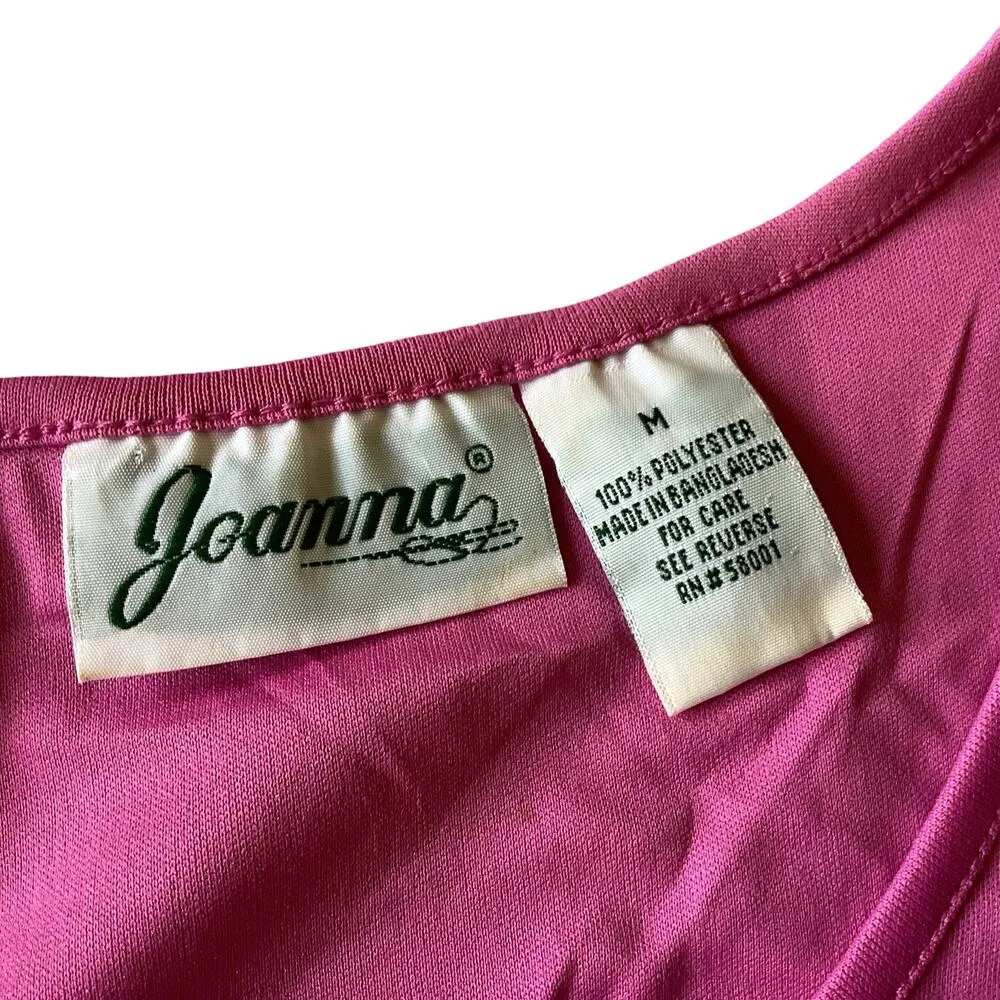 Joanna®
M
100% POLYESTER
MADE IN BANGLADESH
FOR CARE
SEE REVERSE
RN#58001